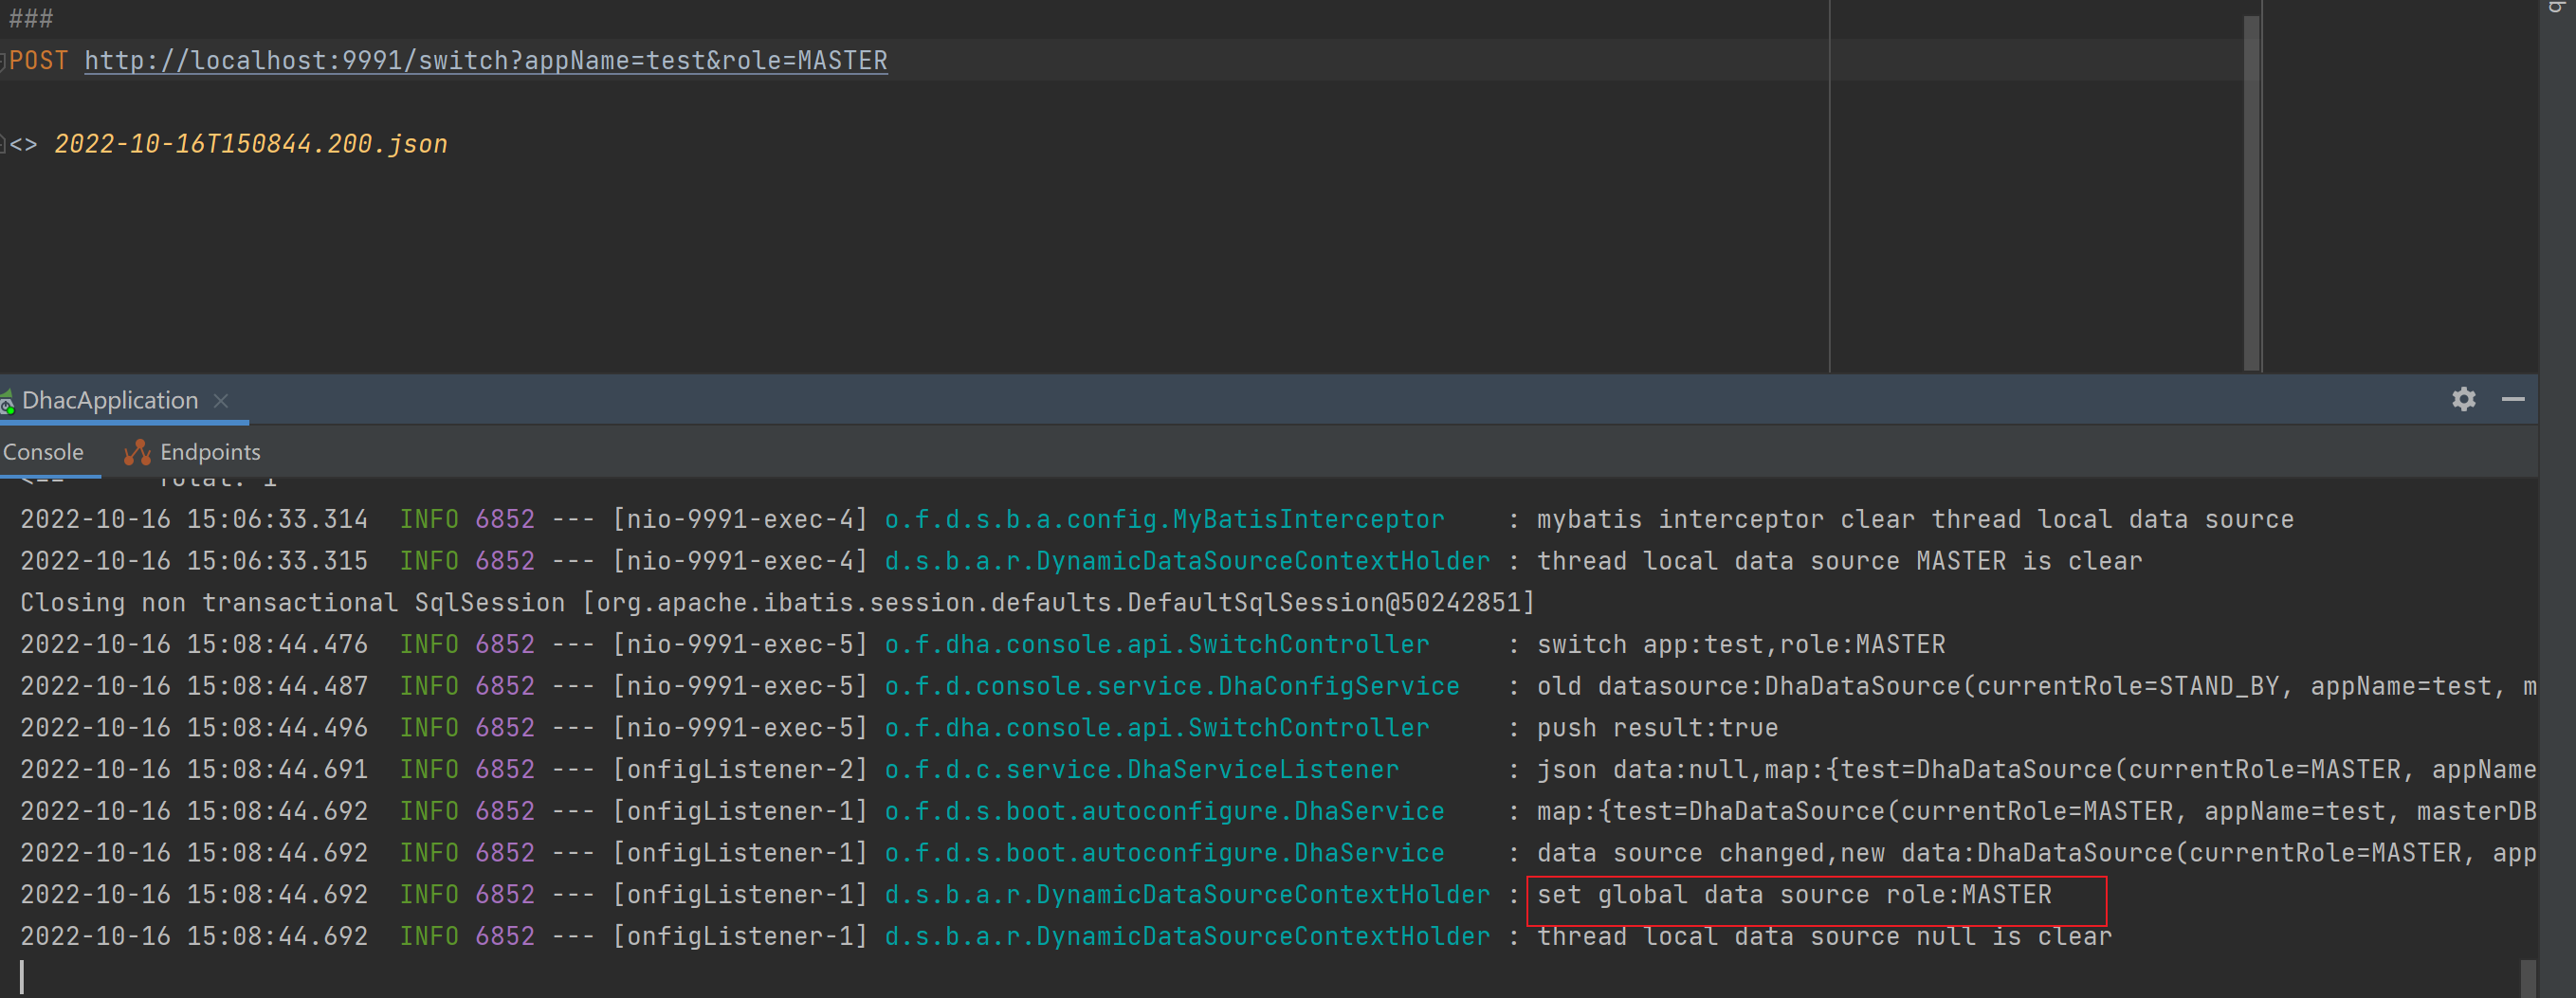 ###
POST http://localhost:9991/switch?appName=test&role=MASTER
<> 2022-10-16T150844.200.json
DhacApplication
Console Endpoints
<== Total: 1
2022-10-16 15:06:33.314 INFO 6852 --- [nio-9991-exec-4] o.f.d.s.b.a.config.MyBatisInterceptor : mybatis interceptor clear thread local data source
2022-10-16 15:06:33.315 INFO 6852 --- [nio-9991-exec-4] d.s.b.a.r.DynamicDataSourceContextHolder : thread local data source MASTER is clear
Closing non transactional SqlSession [org.apache.ibatis.session.defaults.DefaultSqlSession@50242851]
2022-10-16 15:08:44.476 INFO 6852 --- [nio-9991-exec-5] o.f.dha.console.api.SwitchController : switch app:test,role:MASTER
2022-10-16 15:08:44.487 INFO 6852 --- [nio-9991-exec-5] o.f.d.console.service.DhaConfigService : old datasource:DhaDataSource(currentRole=STAND_BY, appName=test, m
2022-10-16 15:08:44.496 INFO 6852 --- [nio-9991-exec-5] o.f.dha.console.api.SwitchController : push result:true
2022-10-16 15:08:44.691 INFO 6852 --- [onfigListener-2] o.f.d.c.service.DhaServiceListener : json data:null,map:{test=DhaDataSource(currentRole=MASTER, appName
2022-10-16 15:08:44.692 INFO 6852 --- [onfigListener-1] o.f.d.s.boot.autoconfigure.DhaService : map:{test=DhaDataSource(currentRole=MASTER, appName=test, masterDB
2022-10-16 15:08:44.692 INFO 6852 --- [onfigListener-1] o.f.d.s.boot.autoconfigure.DhaService : data source changed,new data:DhaDataSource(currentRole=MASTER, app
2022-10-16 15:08:44.692 INFO 6852 --- [onfigListener-1] d.s.b.a.r.DynamicDataSourceContextHolder : set global data source role:MASTER
2022-10-16 15:08:44.692 INFO 6852 --- [onfigListener-1] d.s.b.a.r.DynamicDataSourceContextHolder : thread local data source null is clear
b